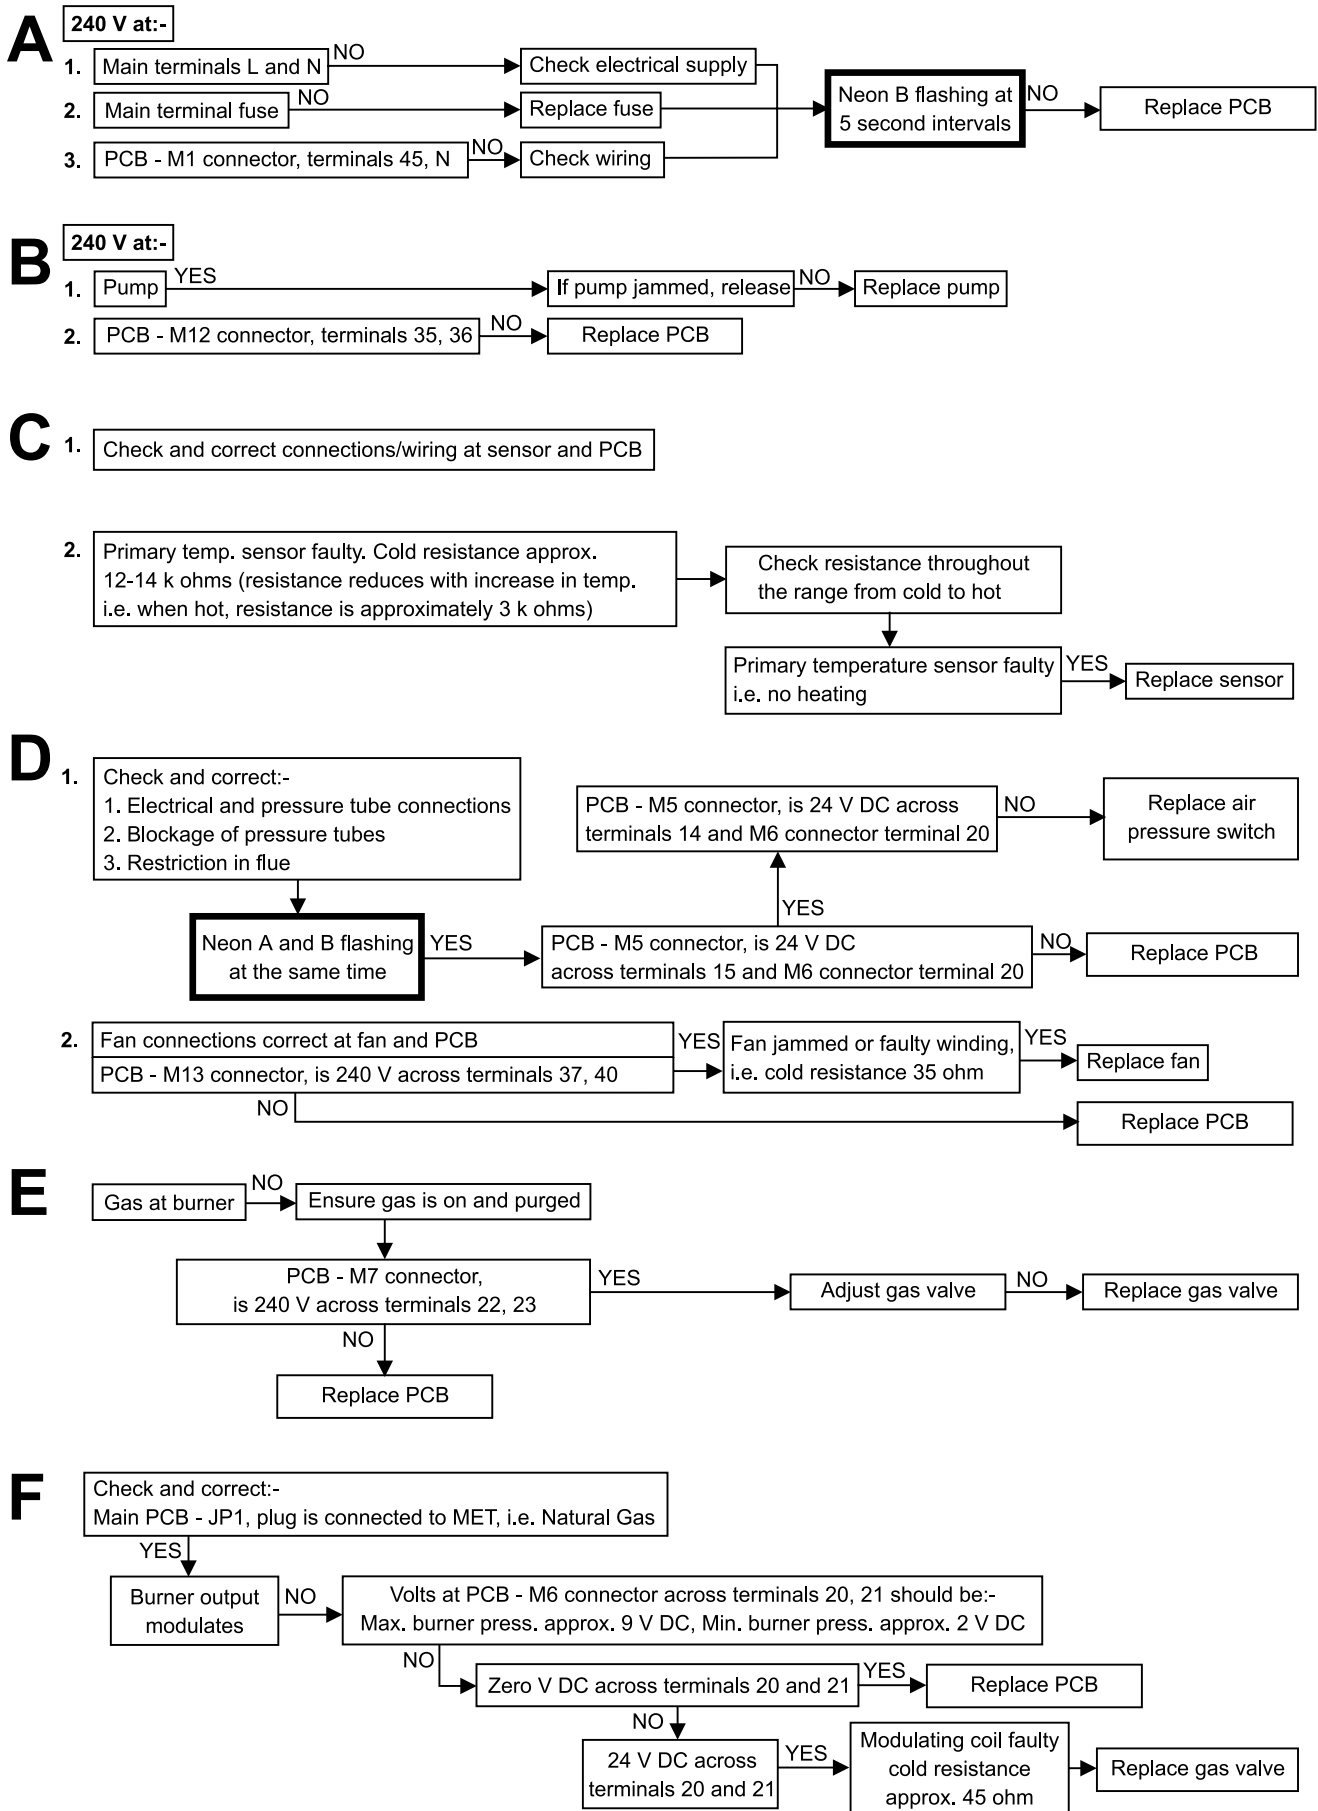 A
240 V at:-
1. Main terminals L and N
NO
Check electrical supply
2. Main terminal fuse
NO
Replace fuse
3. PCB - M1 connector, terminals 45, N
NO
Check wiring
Neon B flashing at
5 second intervals
NO
Replace PCB
B
240 V at:-
1. Pump
YES
If pump jammed, release
NO
Replace pump
2. PCB - M12 connector, terminals 35, 36
NO
Replace PCB
C
1. Check and correct connections/wiring at sensor and PCB
2. Primary temp. sensor faulty. Cold resistance approx.
12-14 k ohms (resistance reduces with increase in temp.
i.e. when hot, resistance is approximately 3 k ohms)
Check resistance throughout
the range from cold to hot
Primary temperature sensor faulty
i.e. no heating
YES
Replace sensor
D
1. Check and correct:-
1. Electrical and pressure tube connections
2. Blockage of pressure tubes
3. Restriction in flue
PCB - M5 connector, is 24 V DC across
terminals 14 and M6 connector terminal 20
NO
Replace air
pressure switch
YES
Neon A and B flashing
at the same time
YES
PCB - M5 connector, is 24 V DC
across terminals 15 and M6 connector terminal 20
NO
Replace PCB
2. Fan connections correct at fan and PCB
PCB - M13 connector, is 240 V across terminals 37, 40
YES
Fan jammed or faulty winding,
i.e. cold resistance 35 ohm
YES
Replace fan
NO
Replace PCB
E
Gas at burner
NO
Ensure gas is on and purged
PCB - M7 connector,
is 240 V across terminals 22, 23
YES
Adjust gas valve
NO
Replace gas valve
NO
Replace PCB
F
Check and correct:-
Main PCB - JP1, plug is connected to MET, i.e. Natural Gas
YES
Burner output
modulates
NO
Volts at PCB - M6 connector across terminals 20, 21 should be:-
Max. burner press. approx. 9 V DC, Min. burner press. approx. 2 V DC
NO
Zero V DC across terminals 20 and 21
YES
Replace PCB
NO
24 V DC across
terminals 20 and 21
YES
Modulating coil faulty
cold resistance
approx. 45 ohm
Replace gas valve